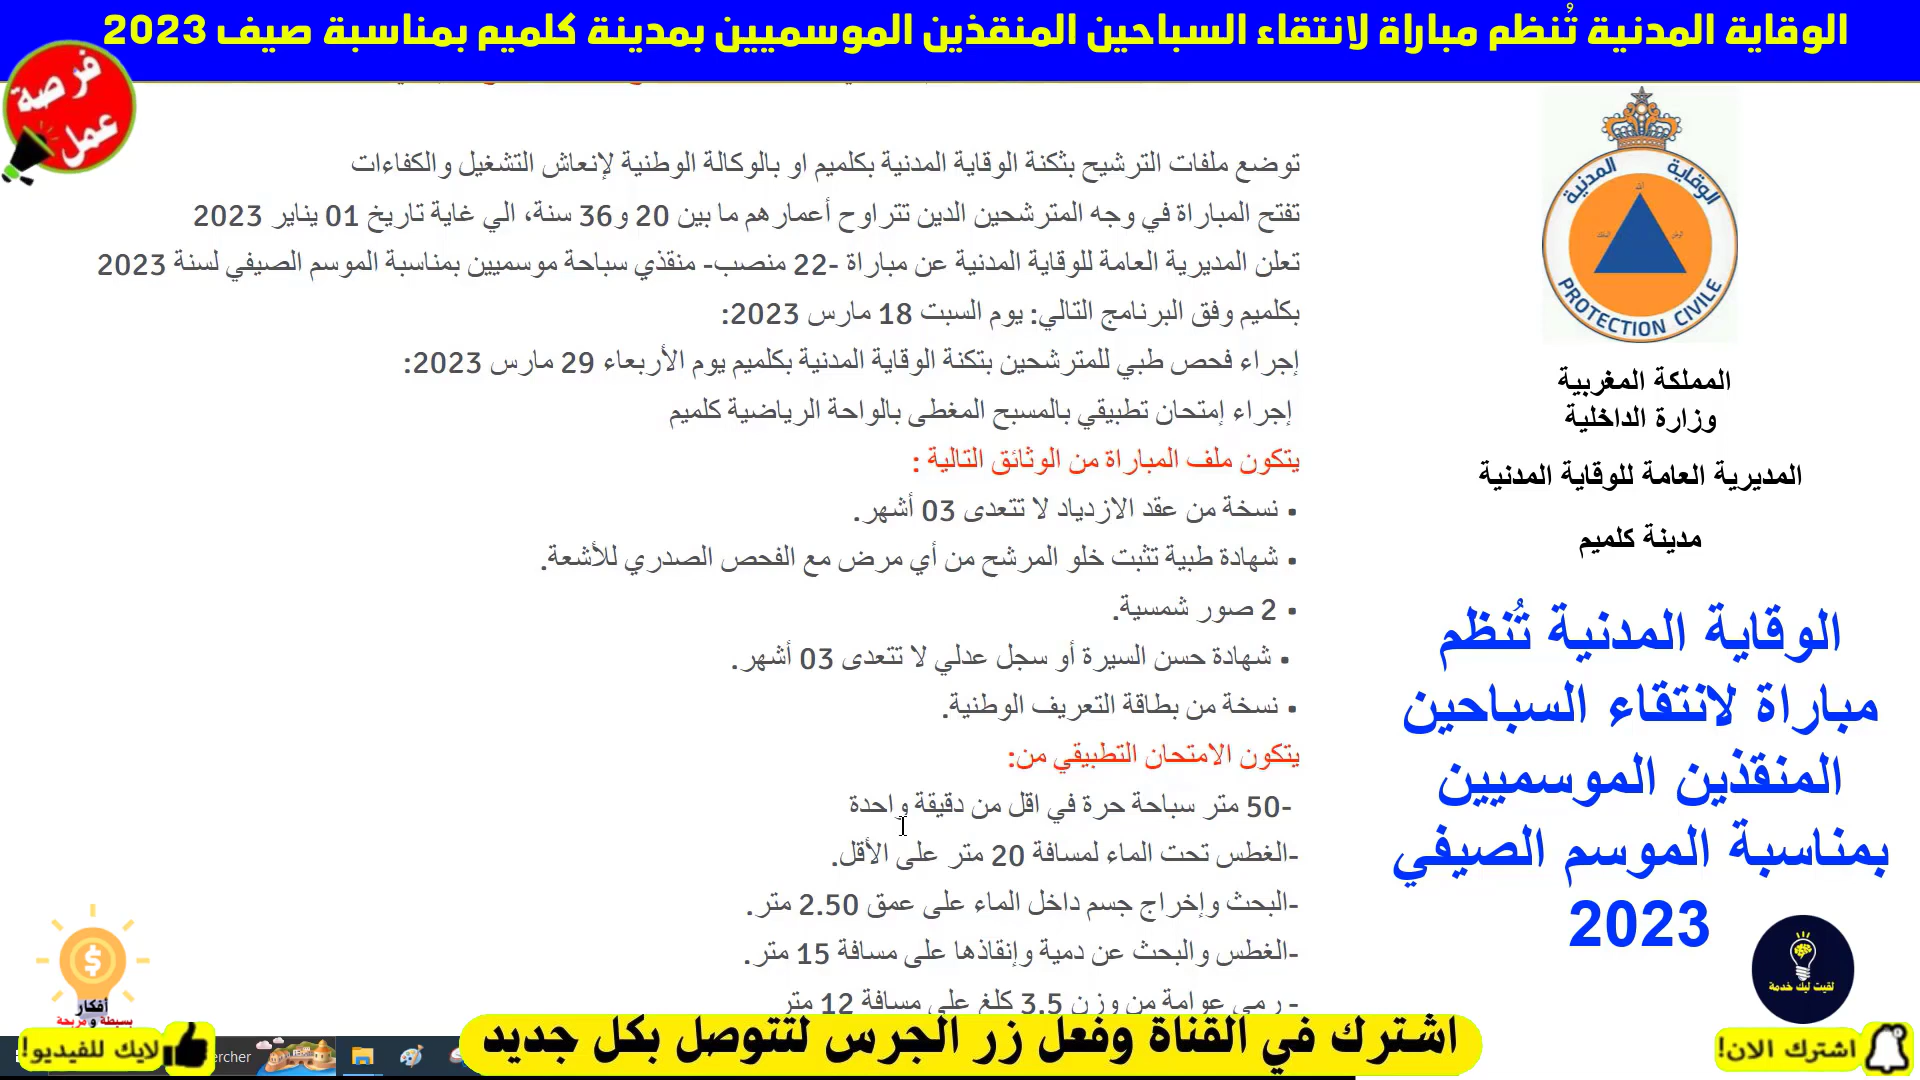 الوقاية المدنية تُنظم مباراة لانتقاء السباحين المنقذين الموسميين بمدينة كلميم بمناسبة صيف 2023
فرصة
عمل
توضع ملفات الترشيح بثكنة الوقاية المدنية بكلميم او بالوكالة الوطنية لإنعاش التشغيل والكفاءات
تفتح المباراة في وجه المترشحين الدين تتراوح أعمارهم ما بين 20 و36 سنة، الي غاية تاريخ 01 يناير 2023
تعلن المديرية العامة للوقاية المدنية عن مباراة -22 منصب- منقذي سباحة موسميين بمناسبة الموسم الصيفي لسنة 2023
بكلميم وفق البرنامج التالي: يوم السبت 18 مارس 2023:
إجراء فحص طبي للمترشحين بتكنة الوقاية المدنية بكلميم يوم الأربعاء 29 مارس 2023:
إجراء إمتحان تطبيقي بالمسبح المغطى بالواحة الرياضية كلميم
يتكون ملف المباراة من الوثائق التالية :
▪ نسخة من عقد الازدياد لا تتعدى 03 أشهر.
▪ شهادة طبية تثبت خلو المرشح من أي مرض مع الفحص الصدري للأشعة.
▪ 2 صور شمسية.
▪ شهادة حسن السيرة أو سجل عدلي لا تتعدى 03 أشهر.
▪ نسخة من بطاقة التعريف الوطنية.
يتكون الامتحان التطبيقي من:
-50 متر سباحة حرة في اقل من دقيقة واحدة
-الغطس تحت الماء لمسافة 20 متر على الأقل.
-البحث وإخراج جسم داخل الماء على عمق 2.50 متر.
-الغطس والبحث عن دمية وإنقاذها على مسافة 15 متر.
- رمي عوامة من وزن 3.5 كلغ على مسافة 12 متر
الوقاية المدنية
PROTECTION CIVILE
المملكة المغربية
وزارة الداخلية
المديرية العامة للوقاية المدنية
مدينة كلميم
الوقاية المدنية تُنظم
مباراة لانتقاء السباحين
المنقذين الموسميين
بمناسبة الموسم الصيفي
2023
لقيت ليك خدمة
أفكار
بسيطة و مربحة
لايك للفيديو!
ercher
اشترك في القناة وفعل زر الجرس لتتوصل بكل جديد
اشترك الان!